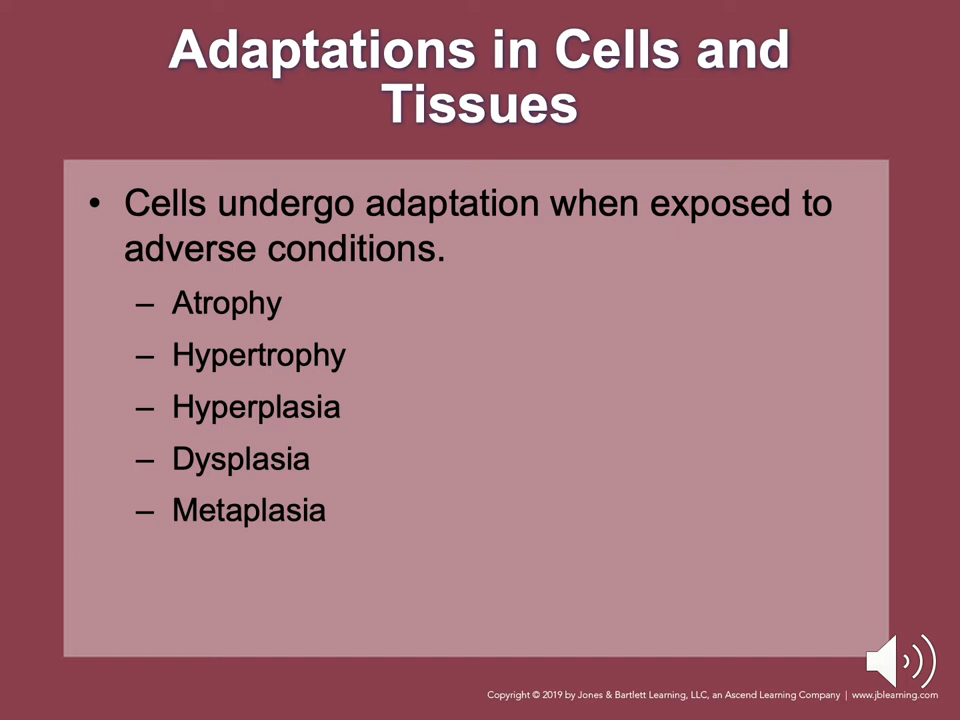 Adaptations in Cells and
Tissues
• Cells undergo adaptation when exposed to
adverse conditions.
– Atrophy
– Hypertrophy
– Hyperplasia
– Dysplasia
– Metaplasia
Copyright © 2019 by Jones & Bartlett Learning, LLC, an Ascend Learning Company | www.jblearning.com